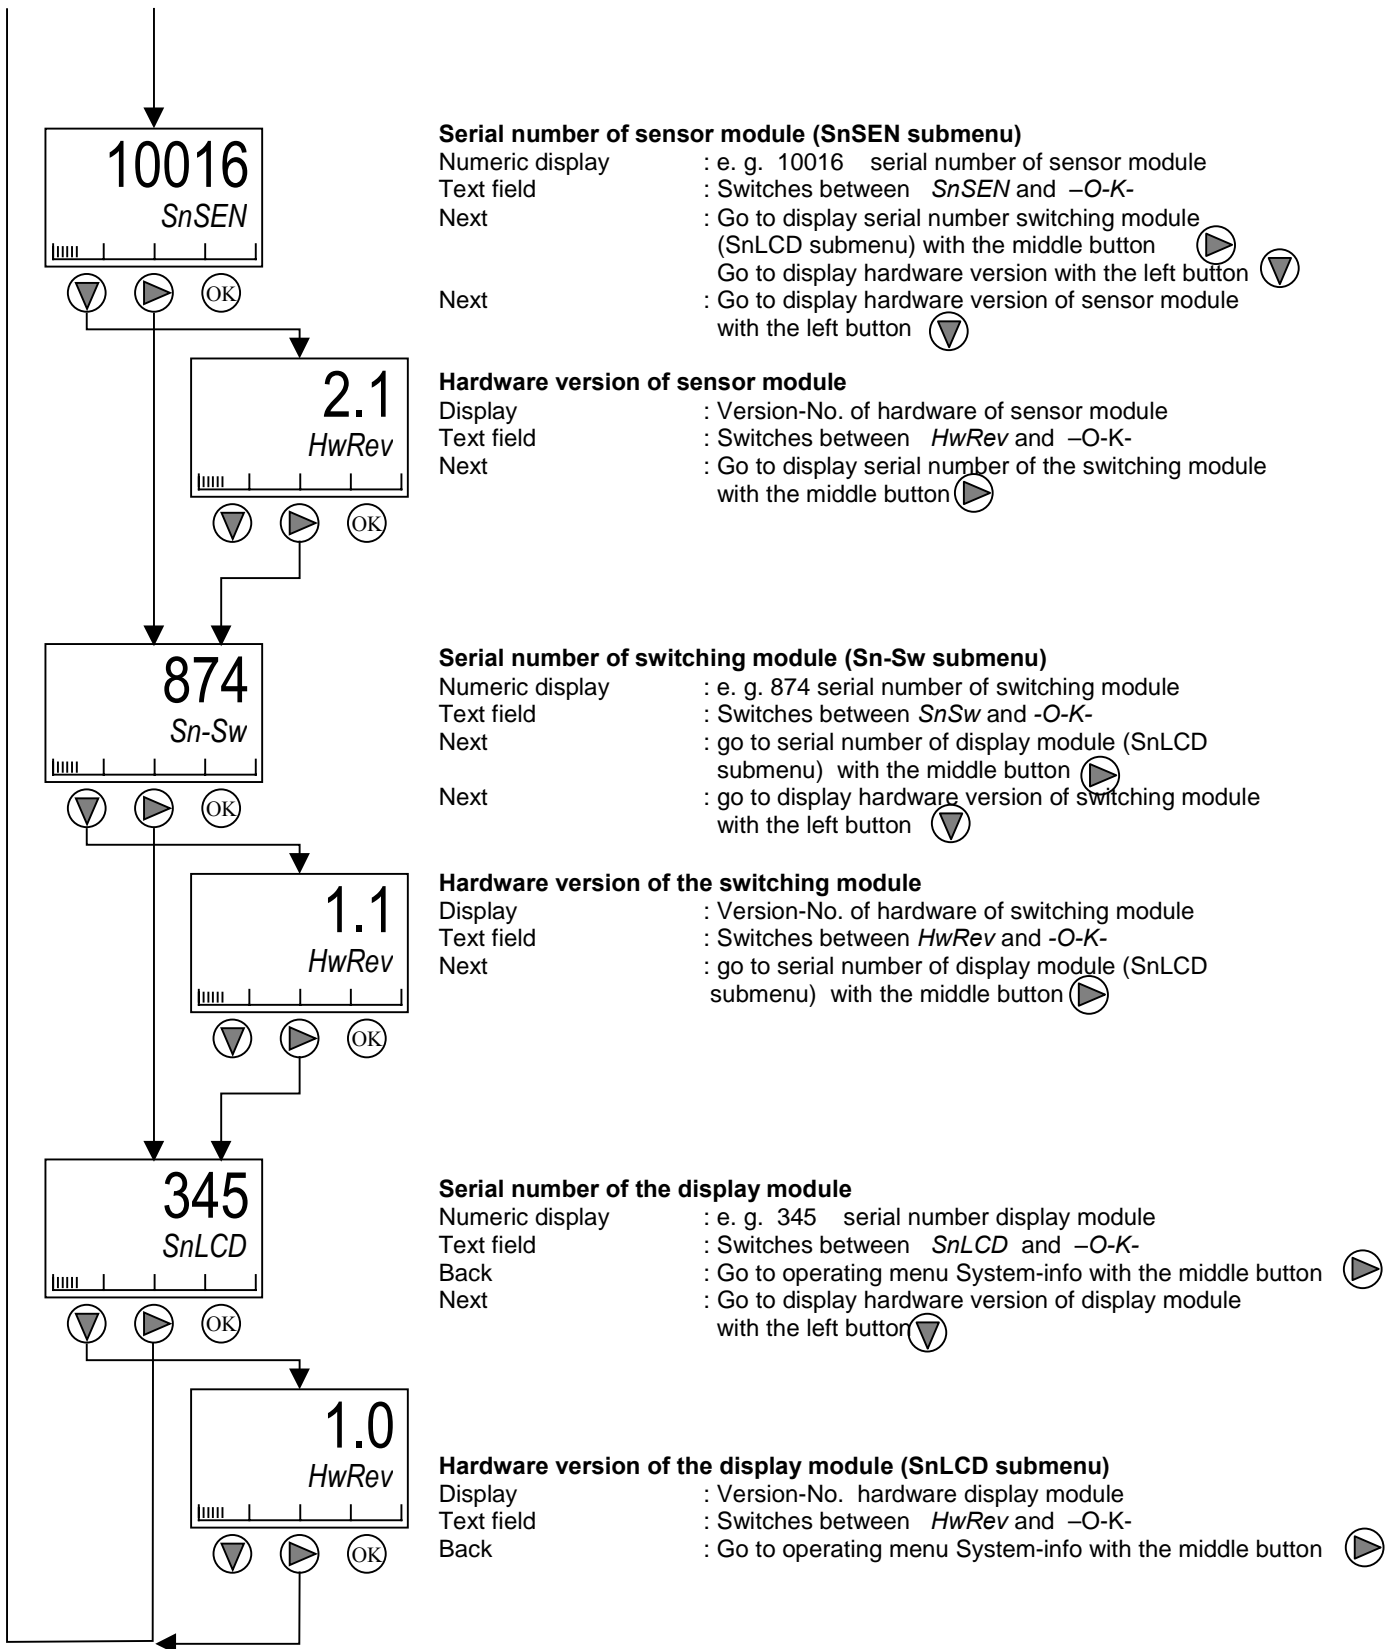 10016
SnSEN
OK
Serial number of sensor module (SnSEN submenu)
Numeric display : e. g. 10016 serial number of sensor module
Text field : Switches between SnSEN and –O-K-
Next : Go to display serial number switching module
(SnLCD submenu) with the middle button
Go to display hardware version with the left button
Next : Go to display hardware version of sensor module
with the left button
2.1
HwRev
OK
Hardware version of sensor module
Display : Version-No. of hardware of sensor module
Text field : Switches between HwRev and –O-K-
Next : Go to display serial number of the switching module
with the middle button
874
Sn-Sw
OK
Serial number of switching module (Sn-Sw submenu)
Numeric display : e. g. 874 serial number of switching module
Text field : Switches between SnSw and -O-K-
Next : go to serial number of display module (SnLCD
submenu) with the middle button
Next : go to display hardware version of switching module
with the left button
1.1
HwRev
OK
Hardware version of the switching module
Display : Version-No. of hardware of switching module
Text field : Switches between HwRev and -O-K-
Next : go to serial number of display module (SnLCD
submenu) with the middle button
345
SnLCD
OK
Serial number of the display module
Numeric display : e. g. 345 serial number display module
Text field : Switches between SnLCD and –O-K-
Back : Go to operating menu System-info with the middle button
Next : Go to display hardware version of display module
with the left button
1.0
HwRev
OK
Hardware version of the display module (SnLCD submenu)
Display : Version-No. hardware display module
Text field : Switches between HwRev and –O-K-
Back : Go to operating menu System-info with the middle button